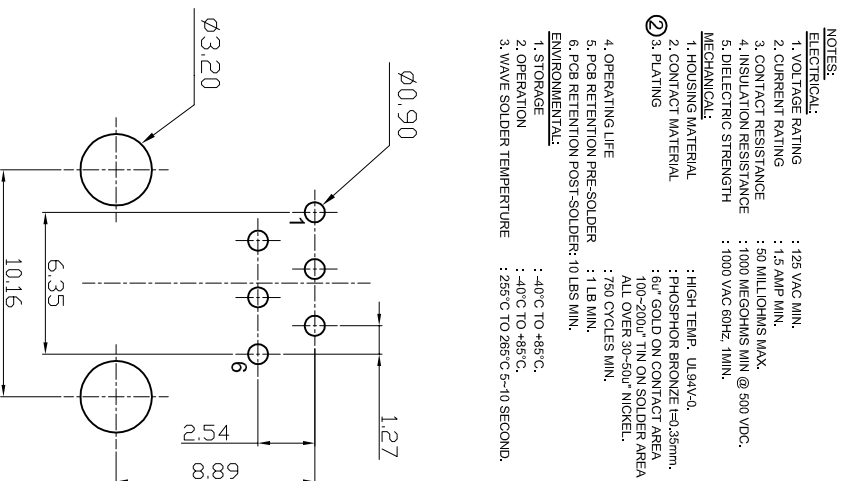 NOTES:
ELECTRICAL:
1. VOLTAGE RATING : 125 VAC MIN.
2. CURRENT RATING : 1.5 AMP MIN.
3. CONTACT RESISTANCE : 50 MILLIOHMS MAX.
4. INSULATION RESISTANCE : 1000 MEGOHMS MIN @ 500 VDC.
5. DIELECTRIC STRENGTH : 1000 VAC 60Hz, 1MIN.
MECHANICAL:
1. HOUSING MATERIAL : HIGH TEMP. UL94V-0.
2. CONTACT MATERIAL : PHOSPHOR BRONZE t=0.35mm.
② 3. PLATING : 6u" GOLD ON CONTACT AREA
100~200u" TIN ON SOLDER AREA
ALL OVER 30~50u" NICKEL.
4. OPERATING LIFE : 750 CYCLES MIN.
5. PCB RETENTION PRE-SOLDER : 1 LB MIN.
6. PCB RETENTION POST-SOLDER: 10 LBS MIN.
ENVIRONMENTAL:
1. STORAGE : -40°C TO +85°C.
2. OPERATION : -40°C TO +85°C.
3. WAVE SOLDER TEMPERTURE : 255°C TO 265°C 5~10 SECOND.
Ø0.90
Ø3.20
1
6
1.27
6.35
10.16
2.54
8.89